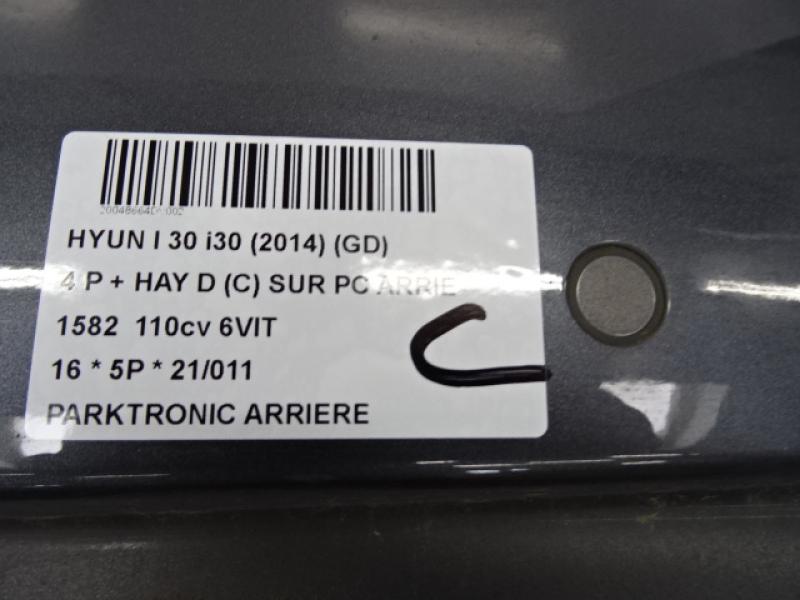 HYUN I 30 i30 (2014) (GD)
4 P + HAY D (C) SUR PC ARRIE
1582 110cv 6VIT
16 * 5P * 21/011
PARKTRONIC ARRIERE
C